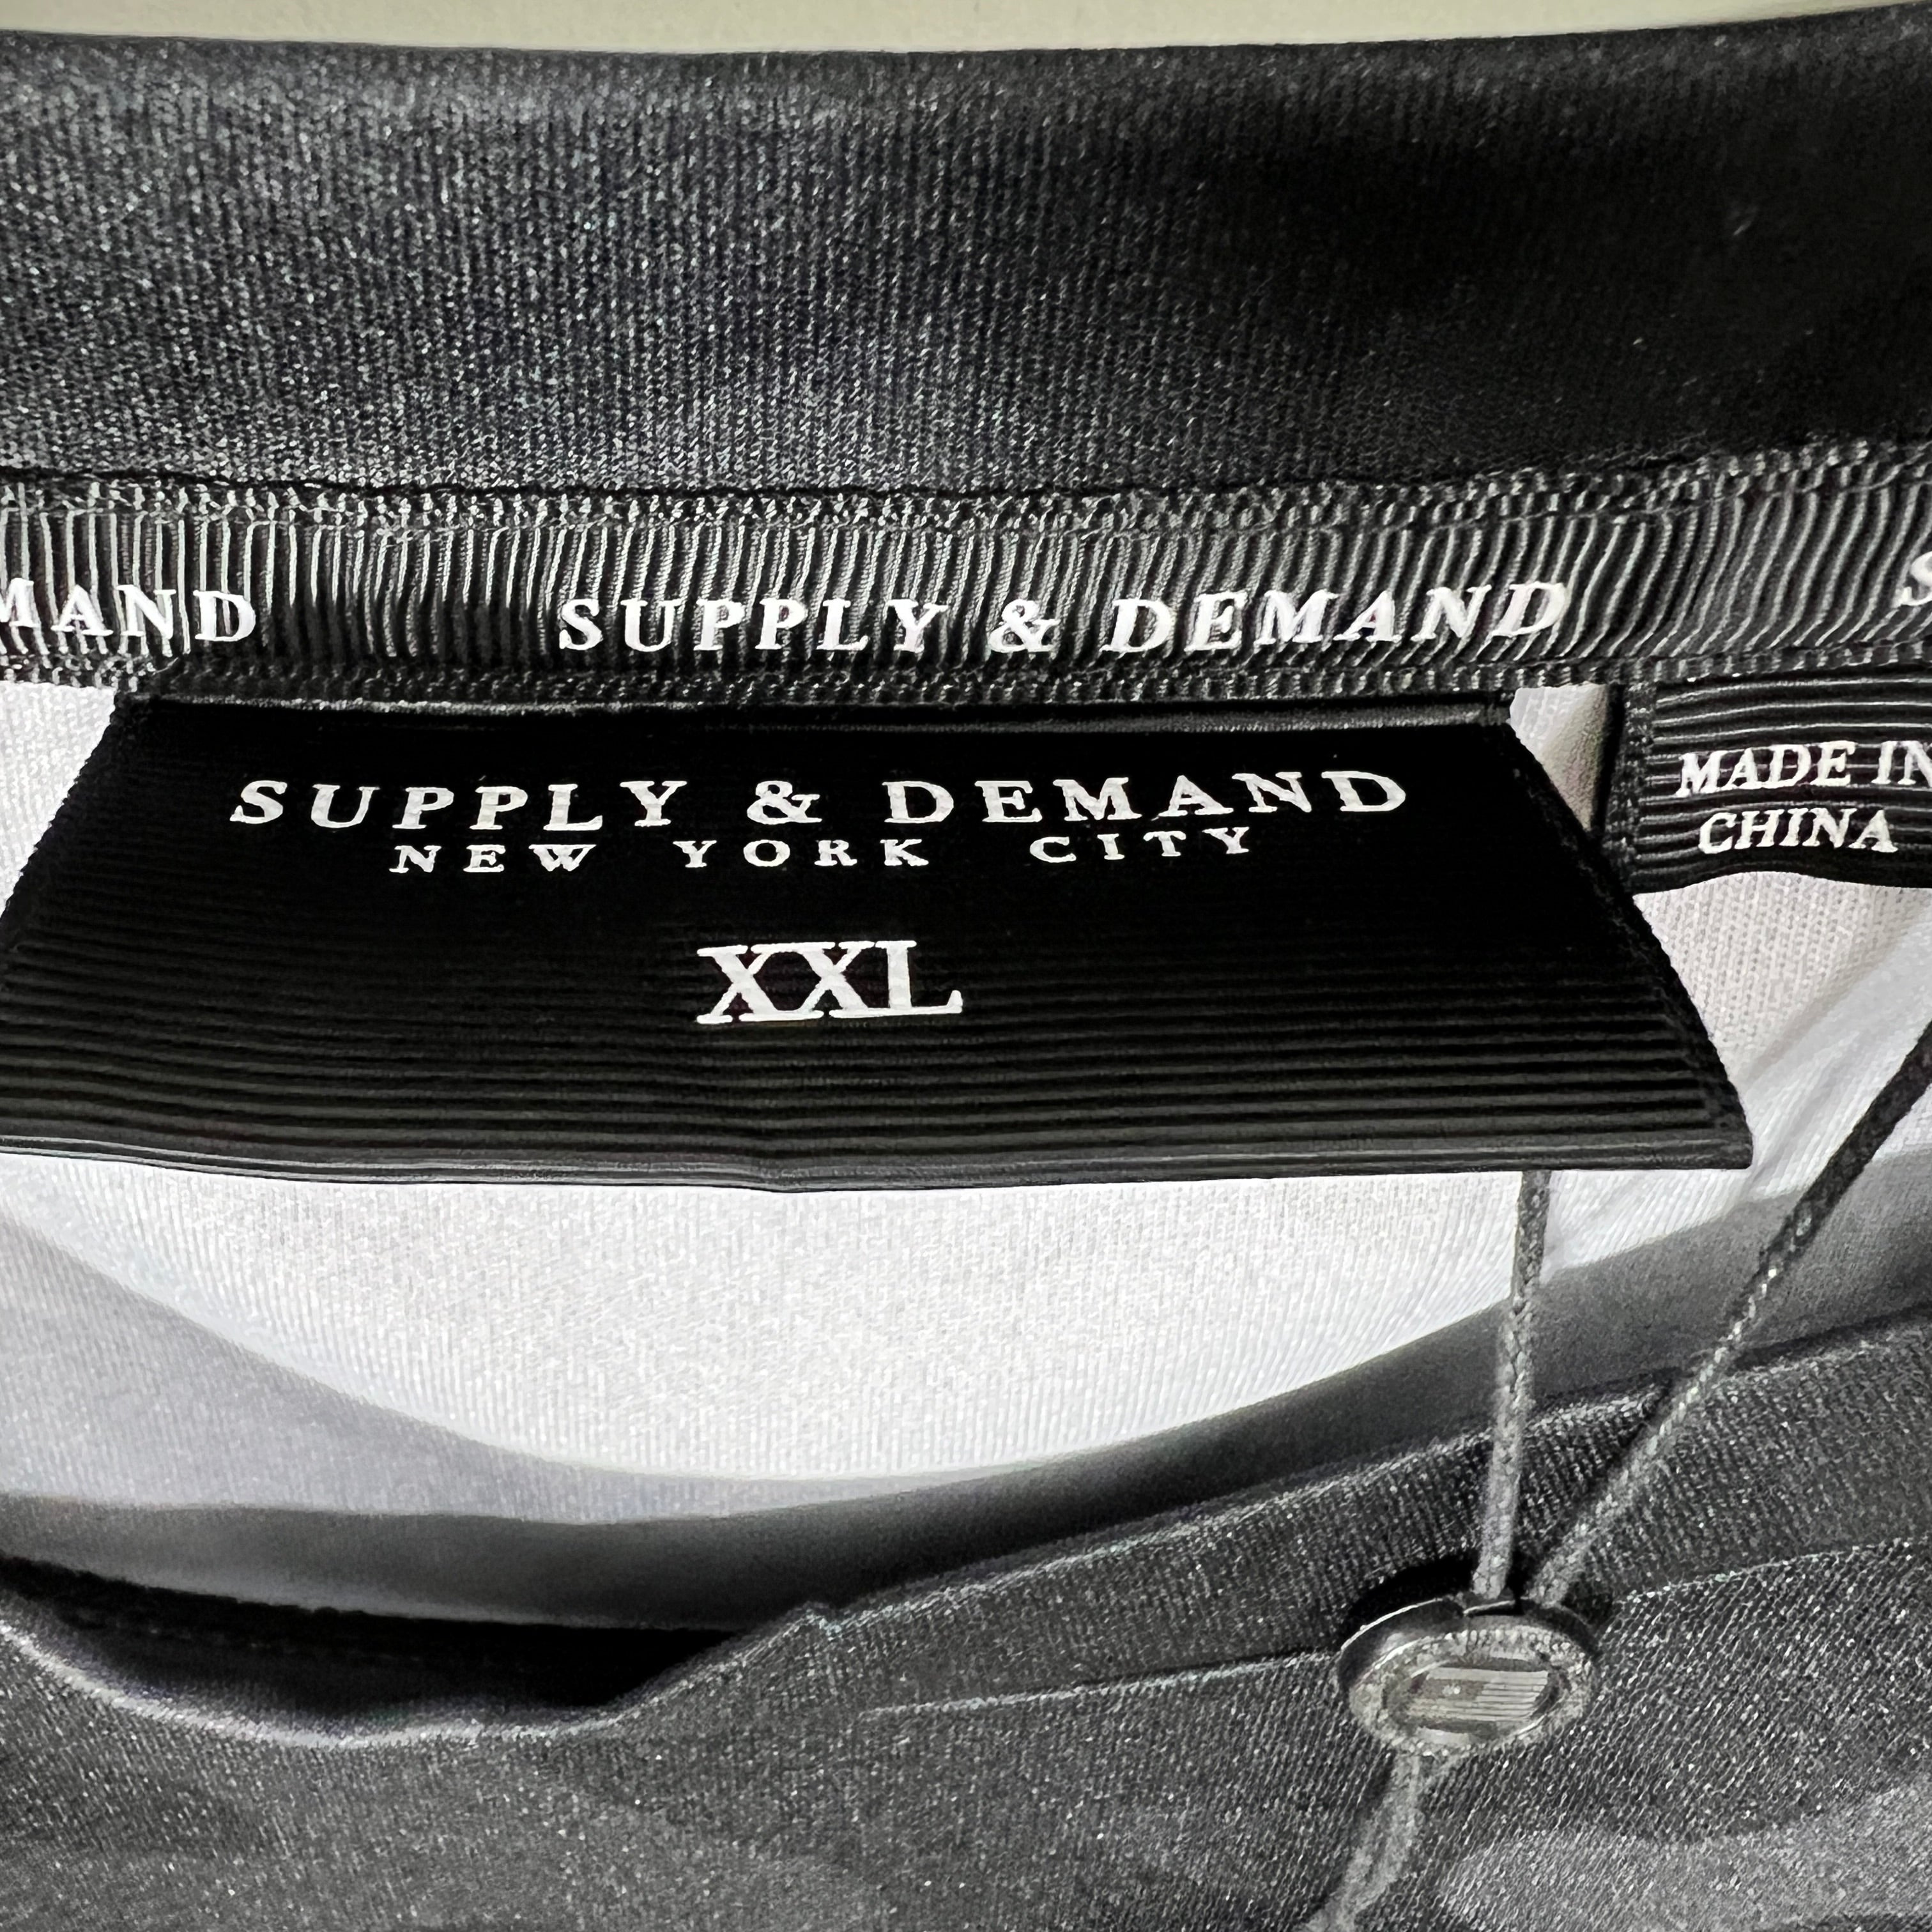 MAND
SUPPLY & DEMAND
S
SUPPLY & DEMAND
NEW YORK CITY
XXL
MADE IN
CHINA